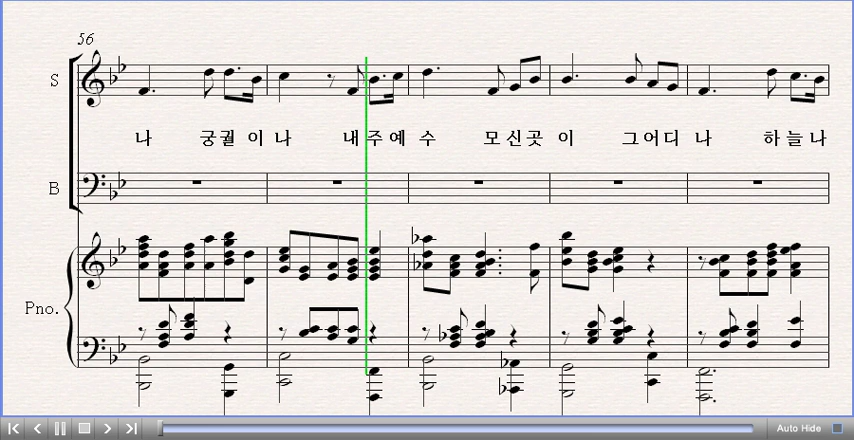 56
S
나 궁궐 이 나 내 주 예 수 모 신 곳 이 그 어 디 나 하 늘 나
B
Pno.
Auto Hide